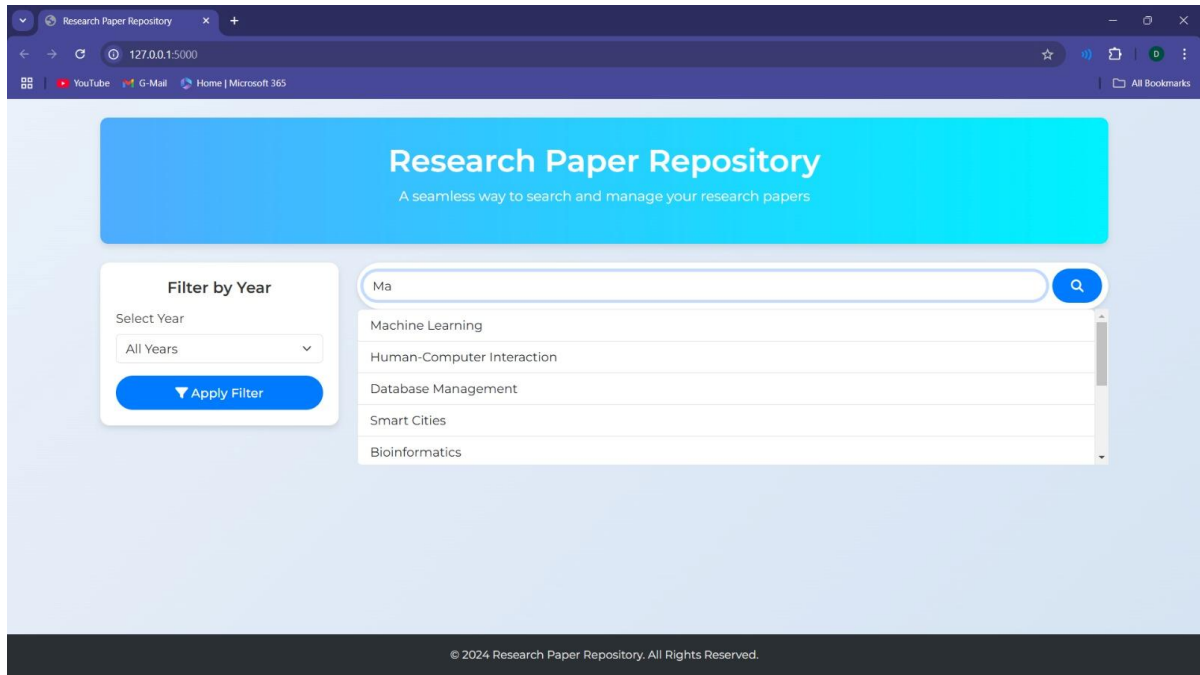 Research Paper Repository
127.0.0.1:5000
D
YouTube G-Mail Home | Microsoft 365 All Bookmarks
Research Paper Repository
A seamless way to search and manage your research papers
Filter by Year
Select Year
All Years
Apply Filter
Ma
Machine Learning
Human-Computer Interaction
Database Management
Smart Cities
Bioinformatics
© 2024 Research Paper Repository. All Rights Reserved.